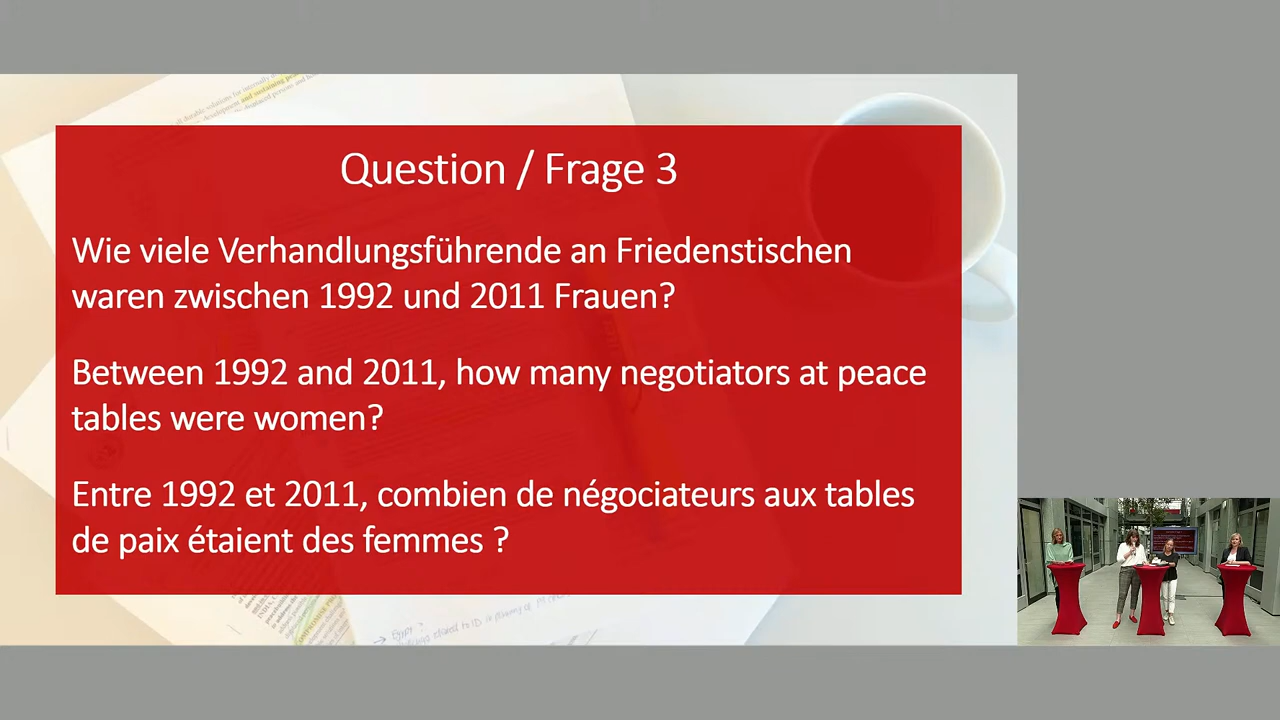 Question / Frage 3
Wie viele Verhandlungsführende an Friedenstischen
waren zwischen 1992 und 2011 Frauen?
Between 1992 and 2011, how many negotiators at peace
tables were women?
Entre 1992 et 2011, combien de négociateurs aux tables
de paix étaient des femmes ?